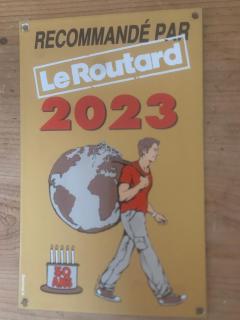 RECOMMANDÉ PAR
Le Routard
2023
50
ANS